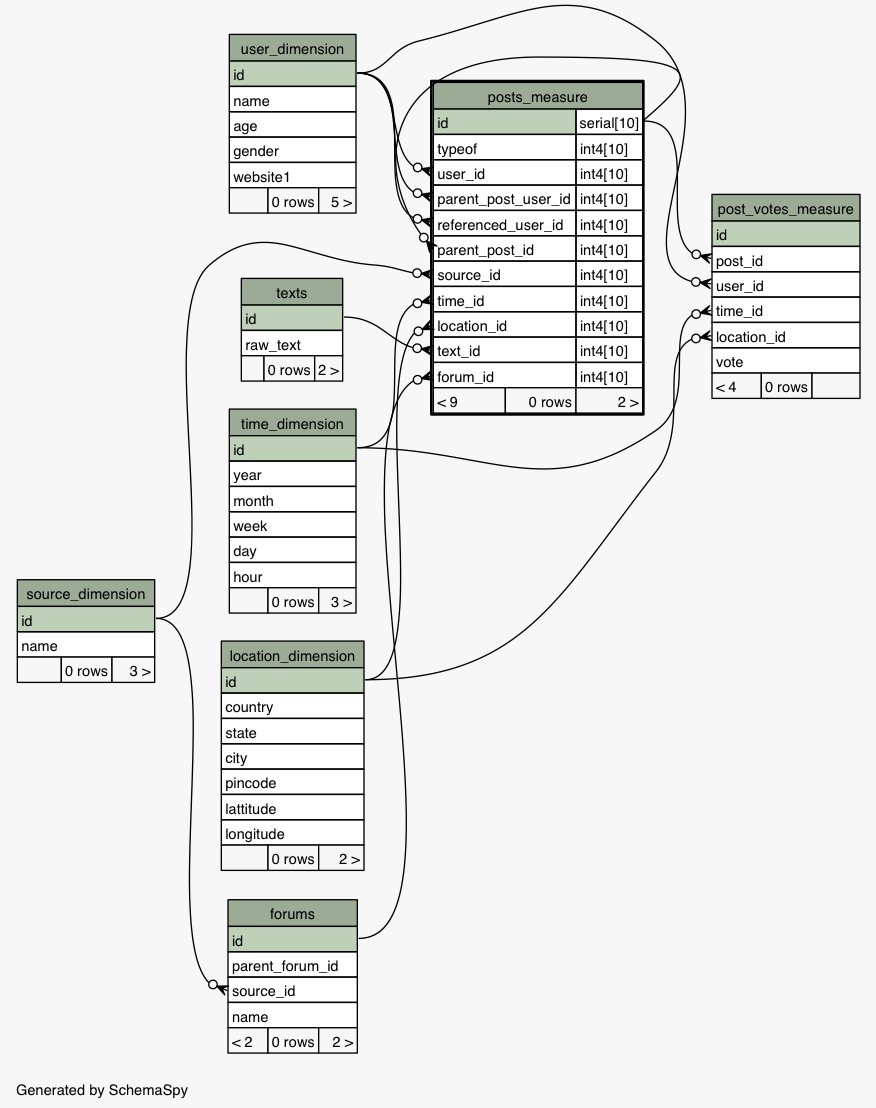 user_dimension
id
name
age
gender
website1
0 rows 5 >
posts_measure
id serial[10]
typeof int4[10]
user_id int4[10]
parent_post_user_id int4[10]
referenced_user_id int4[10]
parent_post_id int4[10]
source_id int4[10]
time_id int4[10]
location_id int4[10]
text_id int4[10]
forum_id int4[10]
< 9 0 rows 2 >
post_votes_measure
id
post_id
user_id
time_id
location_id
vote
< 4 0 rows
texts
id
raw_text
0 rows 2 >
time_dimension
id
year
month
week
day
hour
0 rows 3 >
source_dimension
id
name
0 rows 3 >
location_dimension
id
country
state
city
pincode
lattitude
longitude
0 rows 2 >
forums
id
parent_forum_id
source_id
name
< 2 0 rows 2 >
Generated by SchemaSpy